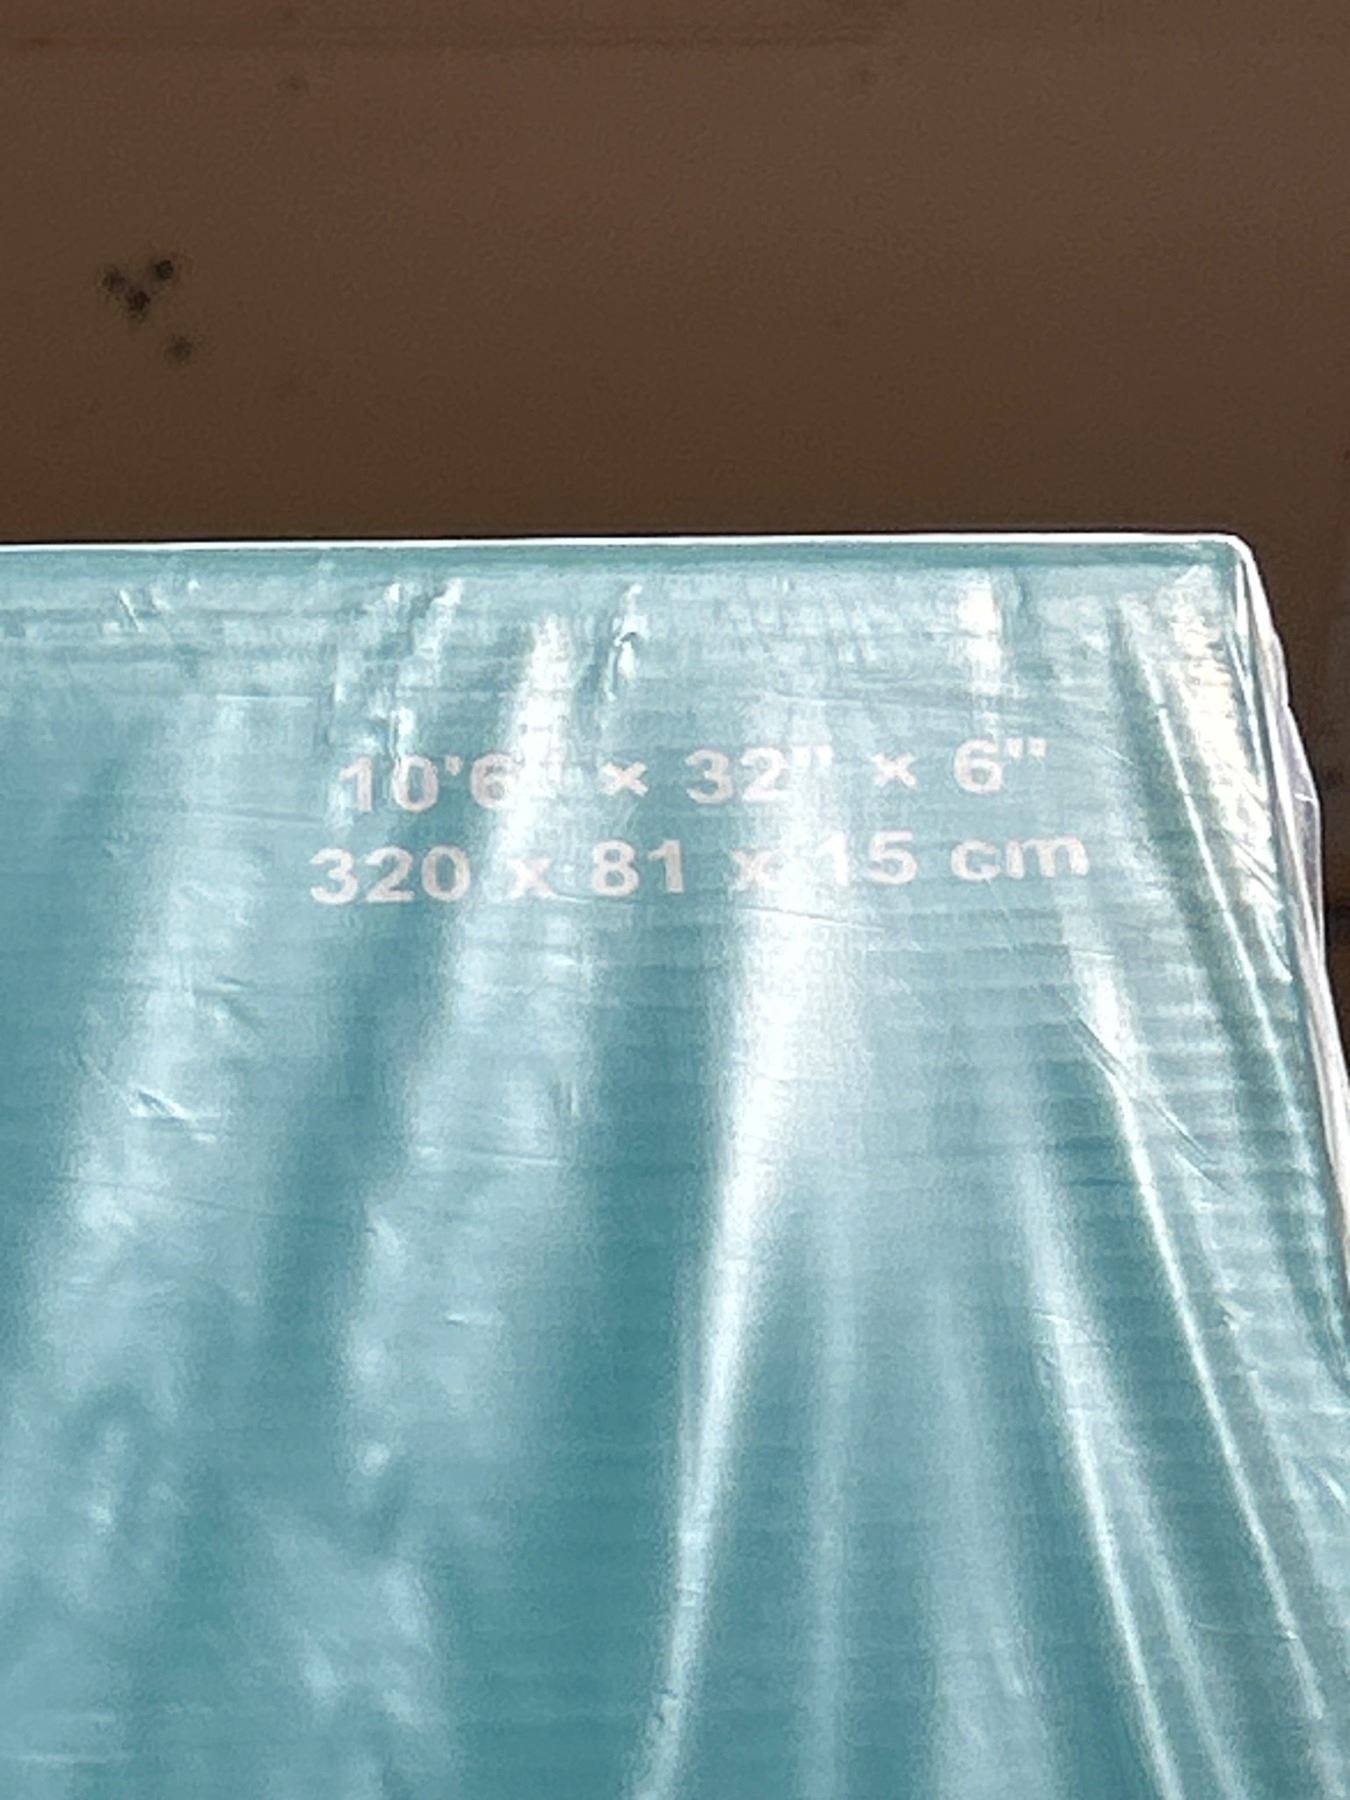 10'6" × 32" × 6"
320 x 81 x 15 cm